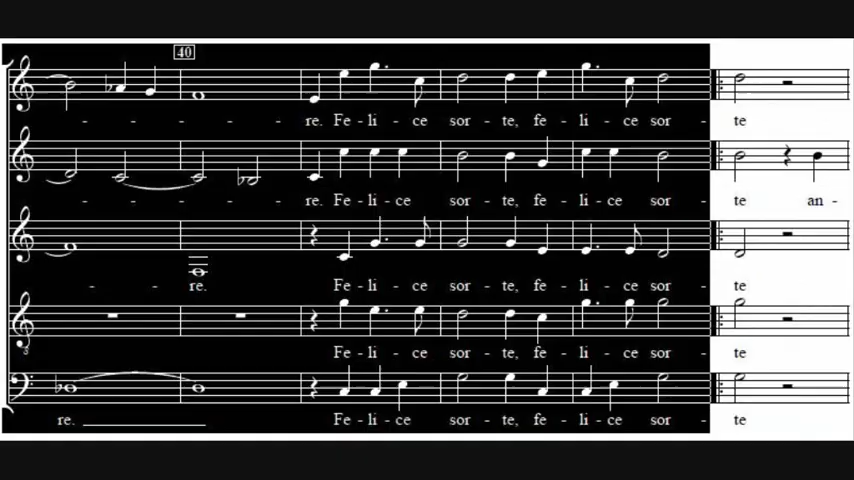 40
- - - - re. Fe - li - ce sor - te, fe - li - ce sor - te
- - - - re. Fe - li - ce sor - te, fe - li - ce sor - te an-
- - re. Fe - li - ce sor - te, fe - li - ce sor - te
8
Fe - li - ce sor - te, fe - li - ce sor - te
re. Fe - li - ce sor - te, fe - li - ce sor - te